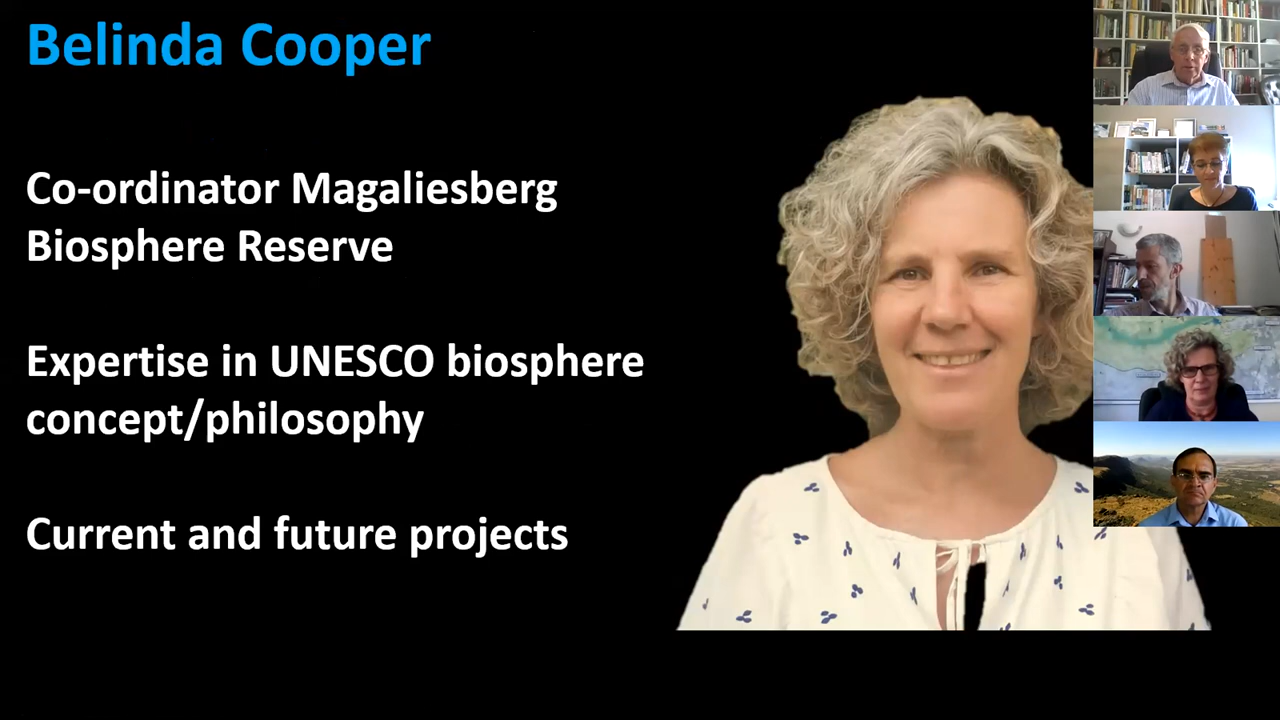 Belinda Cooper
Co-ordinator Magaliesberg
Biosphere Reserve
Expertise in UNESCO biosphere
concept/philosophy
Current and future projects